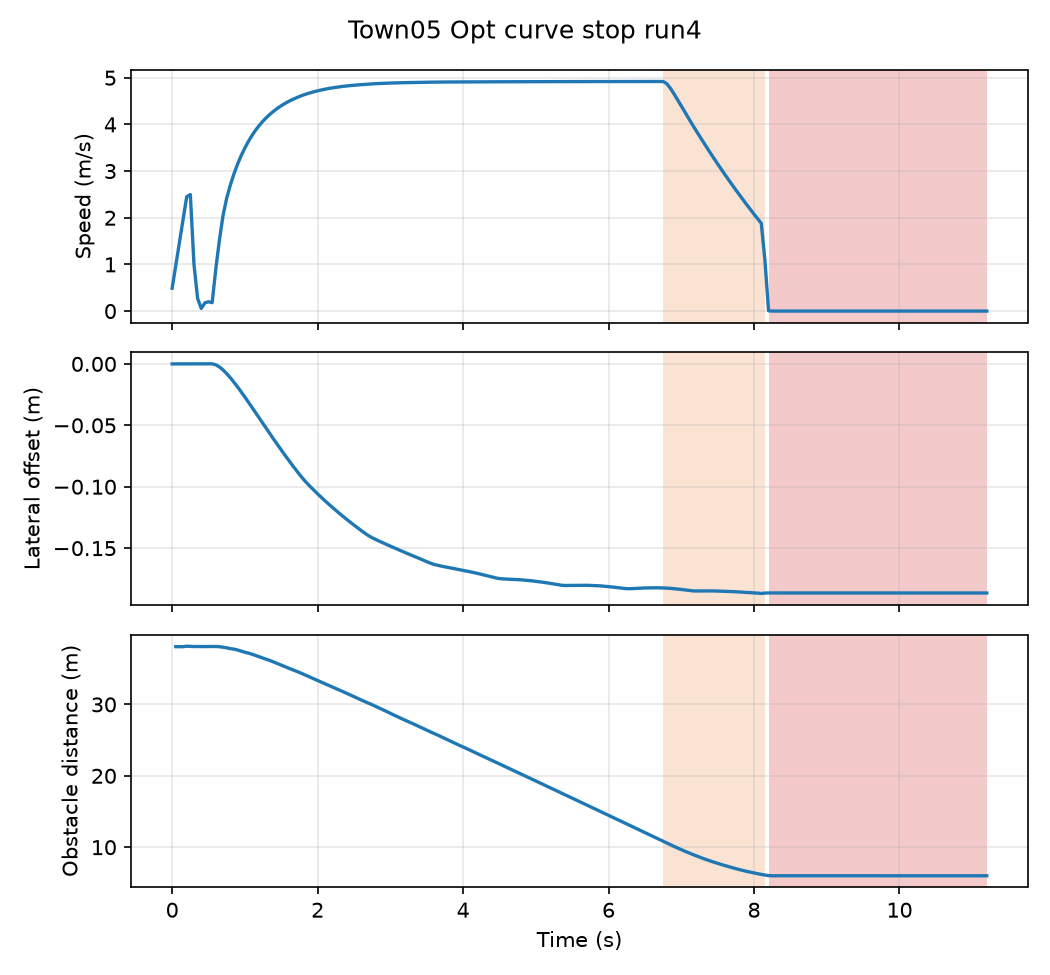 Town05 Opt curve stop run4
Speed (m/s)
5
4
3
2
1
0
Lateral offset (m)
0.00
−0.05
−0.10
−0.15
Obstacle distance (m)
30
20
10
0 2 4 6 8 10
Time (s)